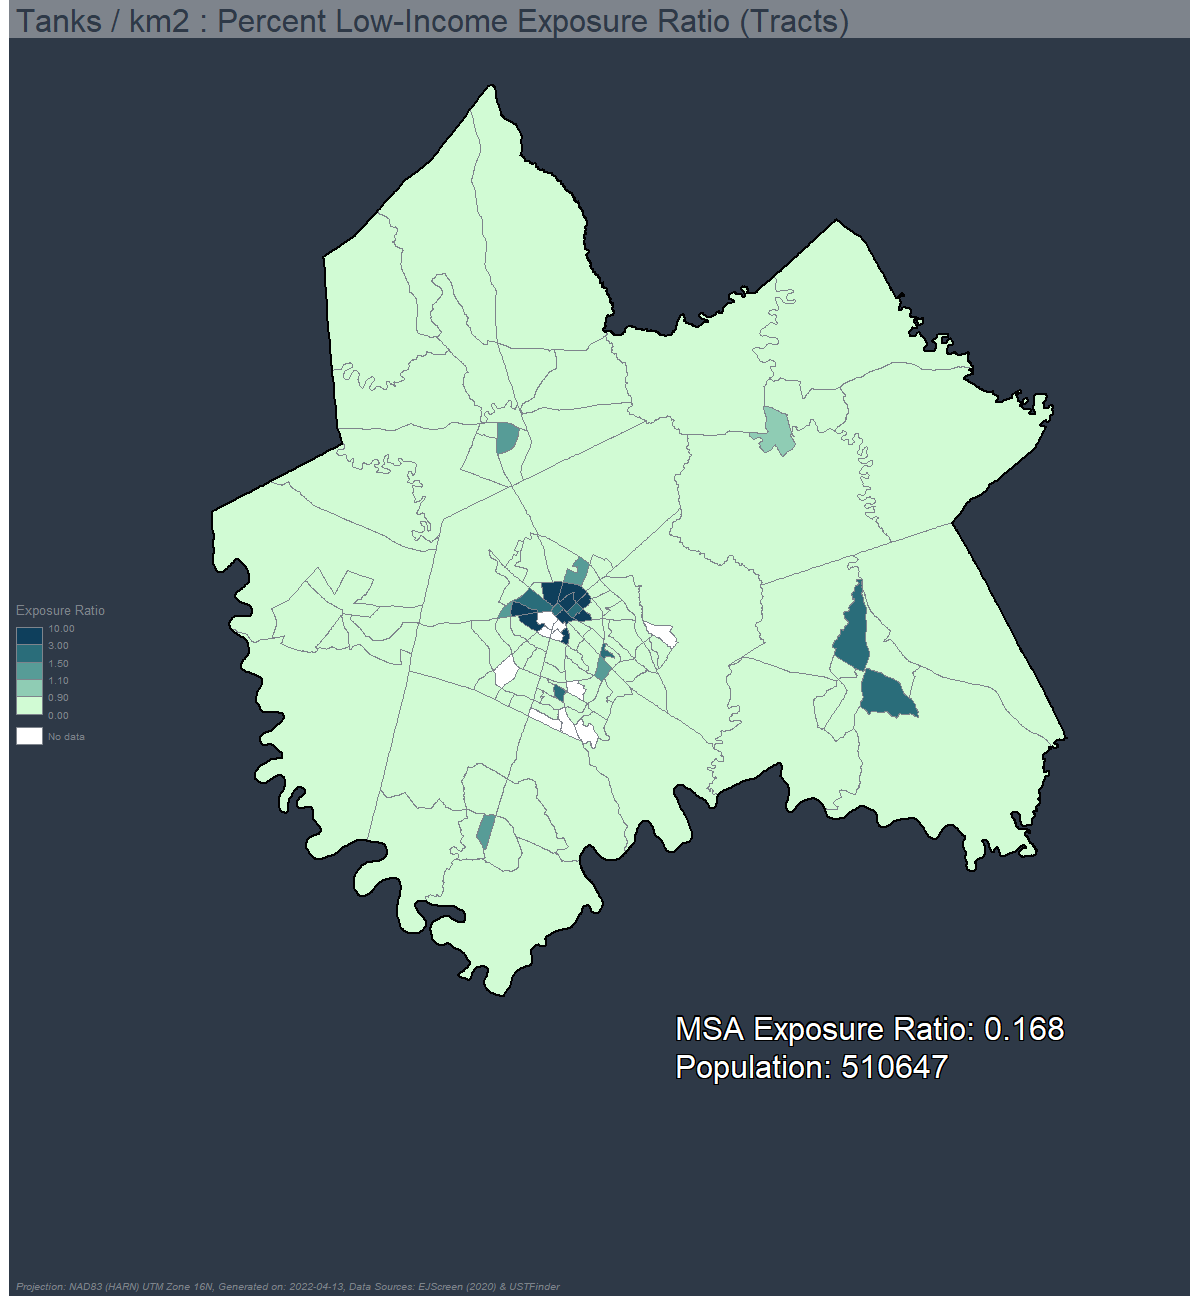 Tanks / km2 : Percent Low-Income Exposure Ratio (Tracts)
Exposure Ratio
10.00
3.00
1.50
1.10
0.90
0.00
No data
MSA Exposure Ratio: 0.168
Population: 510647
Projection: NAD83 (HARN) UTM Zone 16N, Generated on: 2022-04-13, Data Sources: EJScreen (2020) & USTFinder